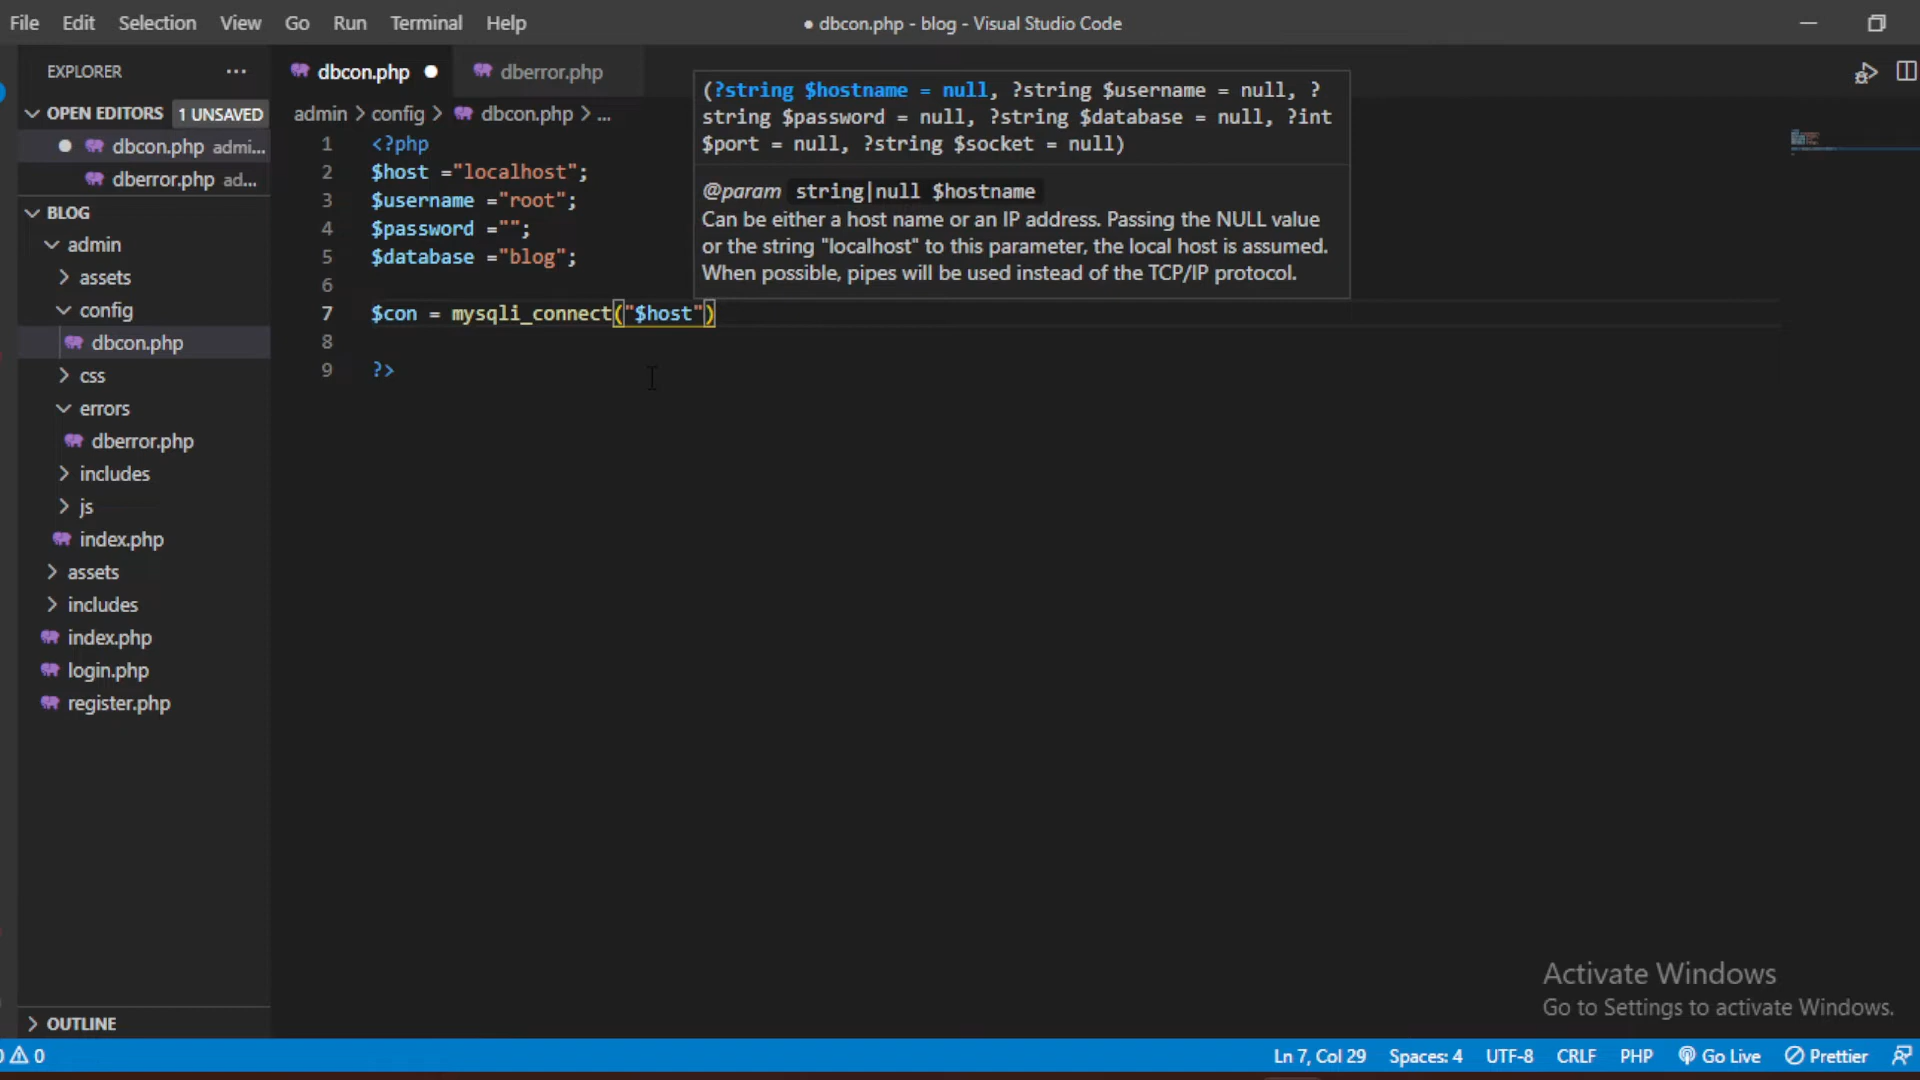 File Edit Selection View Go Run Terminal Help
● dbcon.php - blog - Visual Studio Code
EXPLORER ...
OPEN EDITORS 1 UNSAVED
dbcon.php admi...
dberror.php ad...
BLOG
admin
assets
config
dbcon.php
css
errors
dberror.php
includes
js
index.php
assets
includes
index.php
login.php
register.php
OUTLINE
dbcon.php ● dberror.php
admin > config > dbcon.php > ...
1 <?php
2 $host ="localhost";
3 $username ="root";
4 $password ="";
5 $database ="blog";
6
7 $con = mysqli_connect("$host")
8
9 ?>
(?string $hostname = null, ?string $username = null, ?
string $password = null, ?string $database = null, ?int
$port = null, ?string $socket = null)
@param string|null $hostname
Can be either a host name or an IP address. Passing the NULL value
or the string "localhost" to this parameter, the local host is assumed.
When possible, pipes will be used instead of the TCP/IP protocol.
Activate Windows
Go to Settings to activate Windows.
0 Ln 7, Col 29 Spaces: 4 UTF-8 CRLF PHP Go Live Prettier